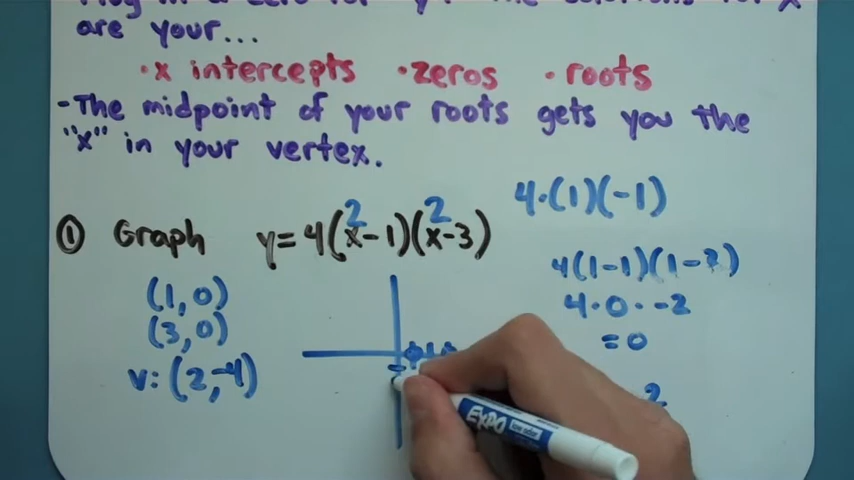 are your...
• x intercepts • zeros • roots
- The midpoint of your roots gets you the
"x" in your vertex.
4·(1)(-1)
2 2
① Graph y=4(x-1)(x-3)
4(1-1)(1-3)
(1,0)
4·0·-2
(3,0)
=0
v: (2,-4)
2
EXPO